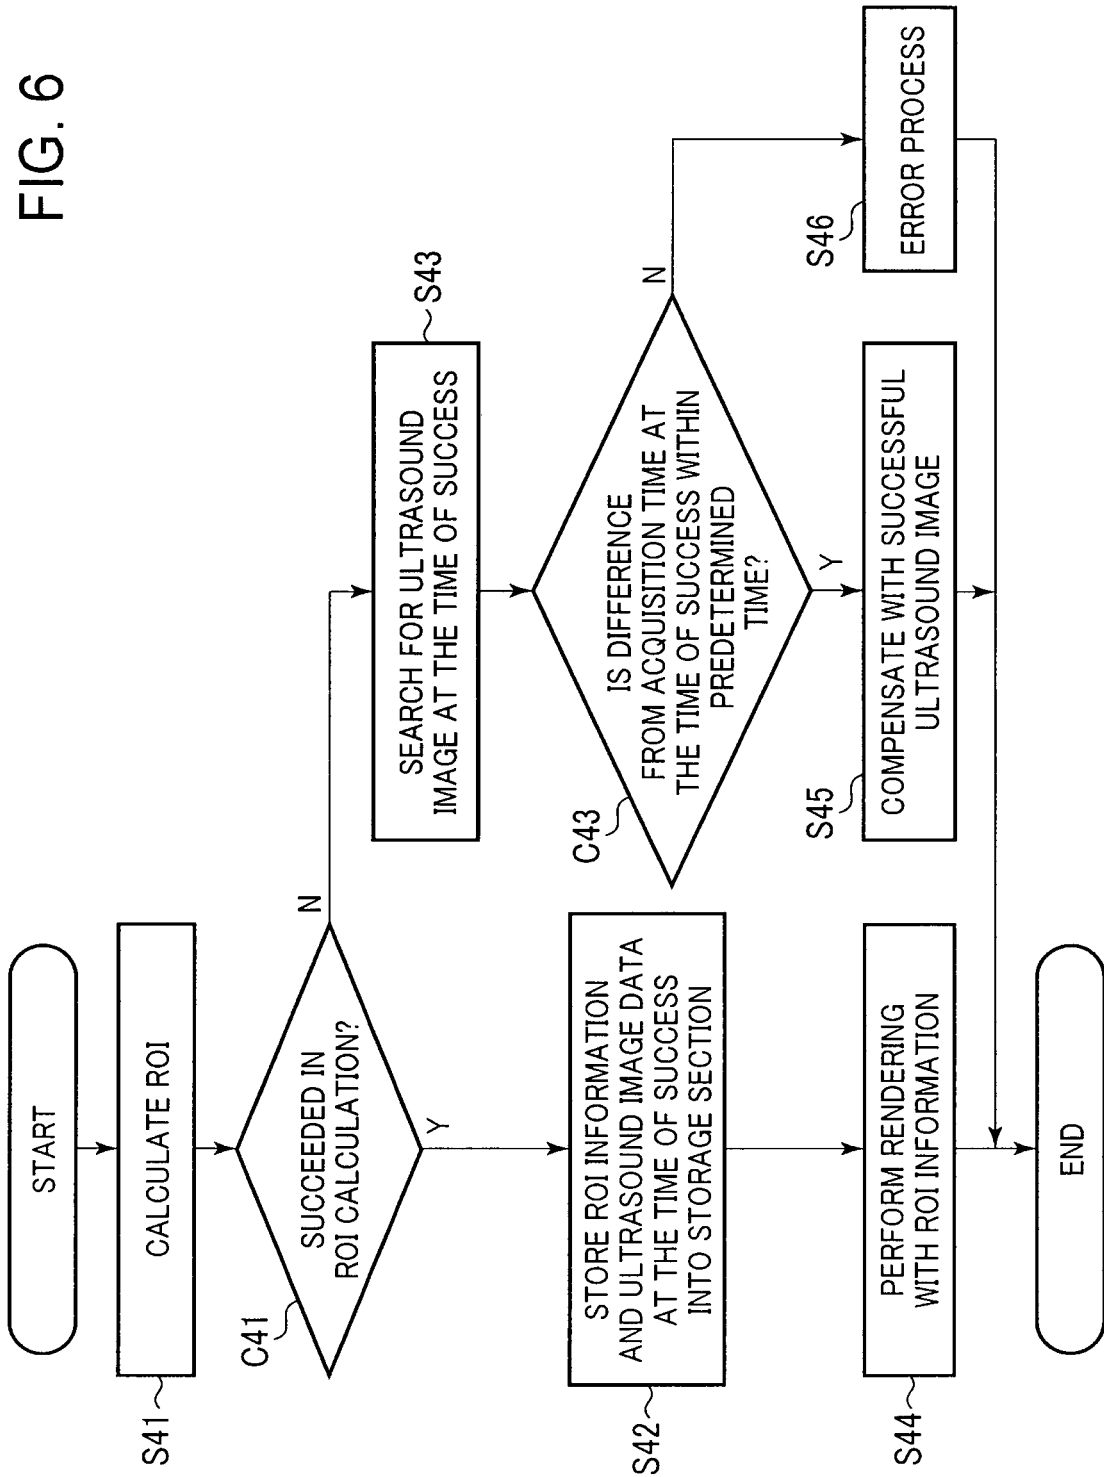 FIG. 6
START
S41
CALCULATE ROI
C41
SUCCEEDED IN
ROI CALCULATION?
N
Y
S42
STORE ROI INFORMATION
AND ULTRASOUND IMAGE DATA
AT THE TIME OF SUCCESS
INTO STORAGE SECTION
S44
PERFORM RENDERING
WITH ROI INFORMATION
S43
SEARCH FOR ULTRASOUND
IMAGE AT THE TIME OF SUCCESS
C43
IS DIFFERENCE
FROM ACQUISITION TIME AT
THE TIME OF SUCCESS WITHIN
PREDETERMINED
TIME?
N
Y
S45
COMPENSATE WITH SUCCESSFUL
ULTRASOUND IMAGE
S46
ERROR PROCESS
END